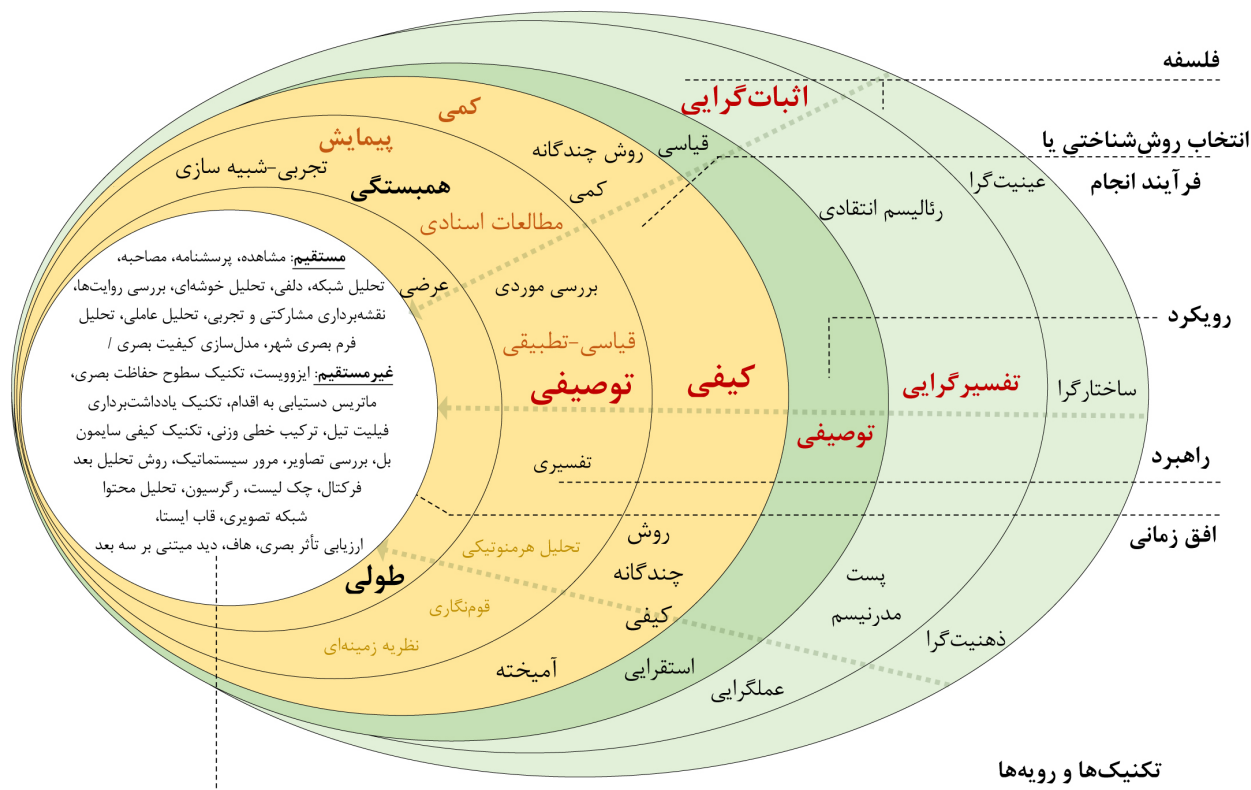 فلسفه
انتخاب روش‌شناختی یا
فرآیند انجام
رویکرد
راهبرد
افق زمانی
تکنیک‌ها و رویه‌ها
عینیت‌گرا
ساختارگرا
ذهنیت‌گرا
اثبات‌گرایی
رئالیسم انتقادی
تفسیرگرایی
پست
مدرنیسم
عملگرایی
قیاسی
توصیفی
استقرایی
کمی
روش چندگانه
کمی
کیفی
روش
چندگانه
کیفی
آمیخته
پیمایش
تجربی-شبیه سازی
همبستگی
مطالعات اسنادی
بررسی موردی
قیاسی-تطبیقی
توصیفی
تفسیری
تحلیل هرمنوتیکی
قوم‌نگاری
نظریه زمینه‌ای
عرضی
طولی
مستقیم: مشاهده، پرسشنامه، مصاحبه،
تحلیل شبکه، دلفی، تحلیل خوشه‌ای، بررسی روایت‌ها،
نقشه‌برداری مشارکتی و تجربی، تحلیل عاملی، تحلیل
فرم بصری شهر، مدل‌سازی کیفیت بصری /
غیرمستقیم: ایزوویست، تکنیک سطوح حفاظت بصری،
ماتریس دستیابی به اقدام، تکنیک یادداشت‌برداری
فیلیت تیل، ترکیب خطی وزنی، تکنیک کیفی سایمون
بل، بررسی تصاویر، مرور سیستماتیک، روش تحلیل بعد
فرکتال، چک لیست، رگرسیون، تحلیل محتوا
شبکه تصویری، قاب ایستا،
ارزیابی تأثر بصری، هاف، دید میتنی بر سه بعد